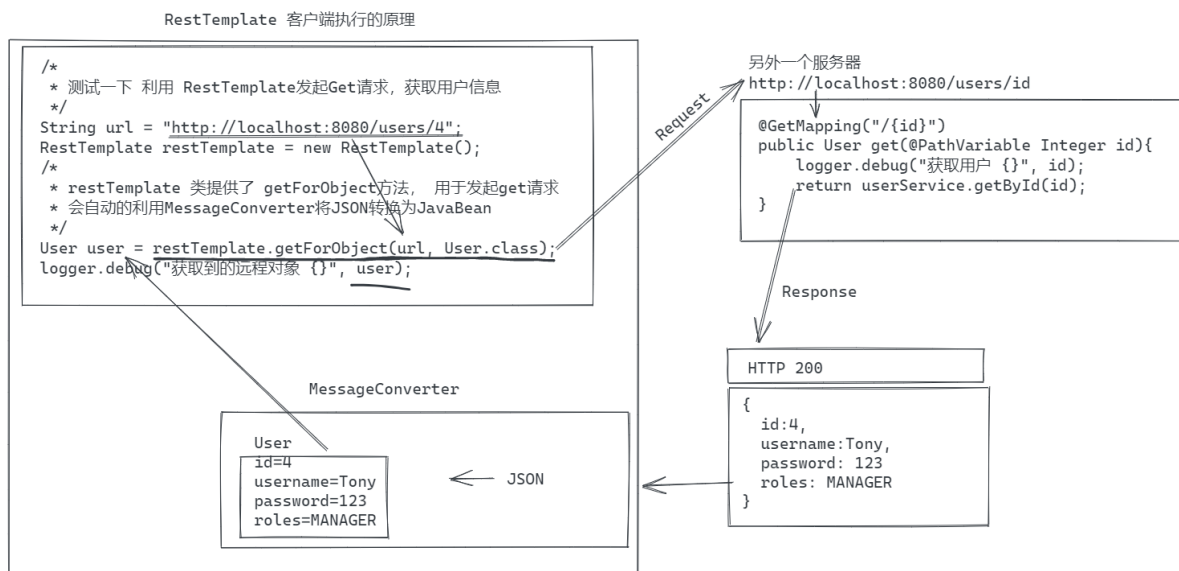 RestTemplate 客户端执行的原理
/*
* 测试一下 利用 RestTemplate发起Get请求，获取用户信息
*/
String url = "http://localhost:8080/users/4";
RestTemplate restTemplate = new RestTemplate();
/*
* restTemplate 类提供了 getForObject方法， 用于发起get请求
* 会自动的利用MessageConverter将JSON转换为JavaBean
*/
User user = restTemplate.getForObject(url, User.class);
logger.debug("获取到的远程对象 {}", user);
Request
另外一个服务器
http://localhost:8080/users/id
@GetMapping("/{id}")
public User get(@PathVariable Integer id){
logger.debug("获取用户 {}", id);
return userService.getById(id);
}
Response
HTTP 200
{
id:4,
username:Tony,
password: 123
roles: MANAGER
}
MessageConverter
User
id=4
username=Tony
password=123
roles=MANAGER
JSON